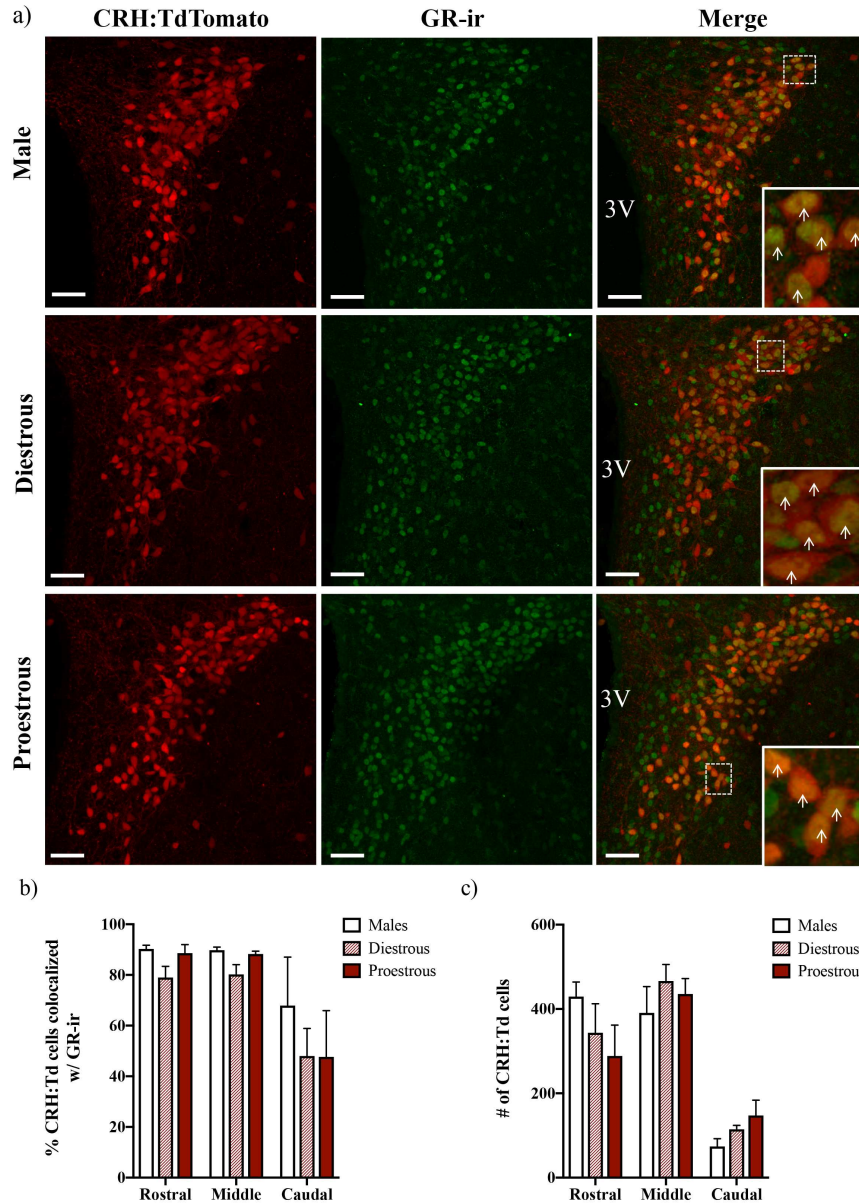 a)
CRH:TdTomato GR-ir Merge
Male
3V
Diestrous
3V
Proestrous
3V
b)
% CRH:Td cells colocalized
w/ GR-ir
100
80
60
40
20
0
Rostral Middle Caudal
Males
Diestrous
Proestrous
c)
# of CRH:Td cells
600
400
200
0
Rostral Middle Caudal
Males
Diestrous
Proestrous